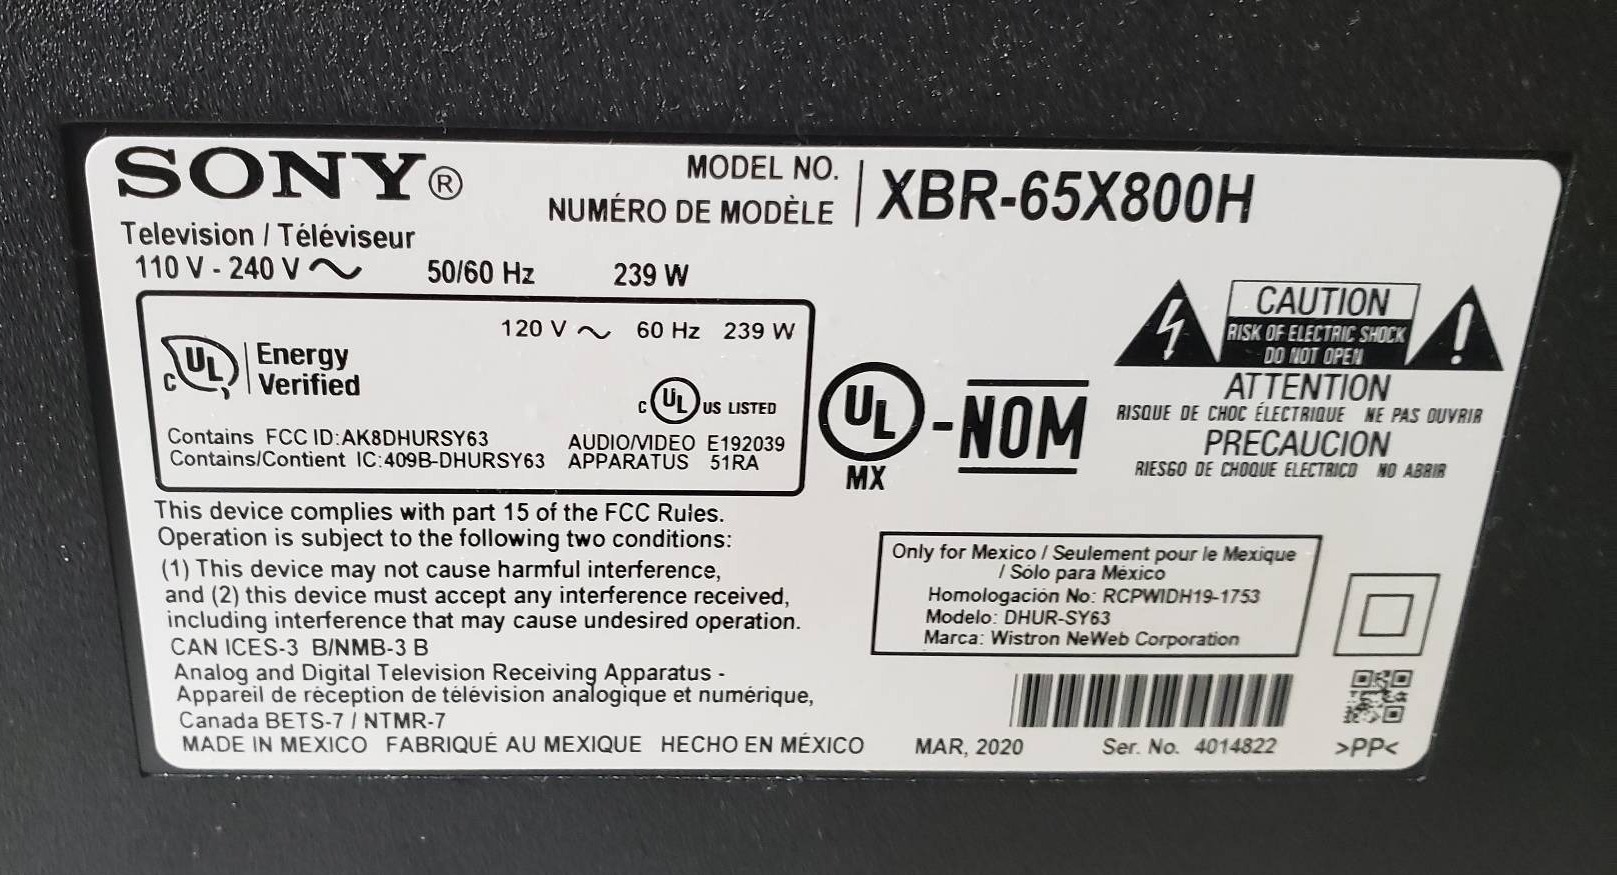 SONY®
MODEL NO.
NUMÉRO DE MODÈLE
XBR-65X800H
Television / Téléviseur
110 V - 240 V ~ 50/60 Hz 239 W
120 V ~ 60 Hz 239 W
C UL Energy Verified
C UL US LISTED
Contains FCC ID:AK8DHURSY63
Contains/Contient IC:409B-DHURSY63
AUDIO/VIDEO E192039
APPARATUS 51RA
UL-NOM
MX
CAUTION
RISK OF ELECTRIC SHOCK
DO NOT OPEN
ATTENTION
RISQUE DE CHOC ÉLECTRIQUE NE PAS OUVRIR
PRECAUCION
RIESGO DE CHOQUE ELECTRICO NO ABRIR
This device complies with part 15 of the FCC Rules.
Operation is subject to the following two conditions:
(1) This device may not cause harmful interference,
and (2) this device must accept any interference received,
including interference that may cause undesired operation.
CAN ICES-3 B/NMB-3 B
Analog and Digital Television Receiving Apparatus -
Appareil de réception de télévision analogique et numérique,
Canada BETS-7 / NTMR-7
MADE IN MEXICO FABRIQUÉ AU MEXIQUE HECHO EN MÉXICO
Only for Mexico / Seulement pour le Mexique
/ Sólo para México
Homologación No: RCPWIDH19-1753
Modelo: DHUR-SY63
Marca: Wistron NeWeb Corporation
MAR, 2020 Ser. No. 4014822 >PP<